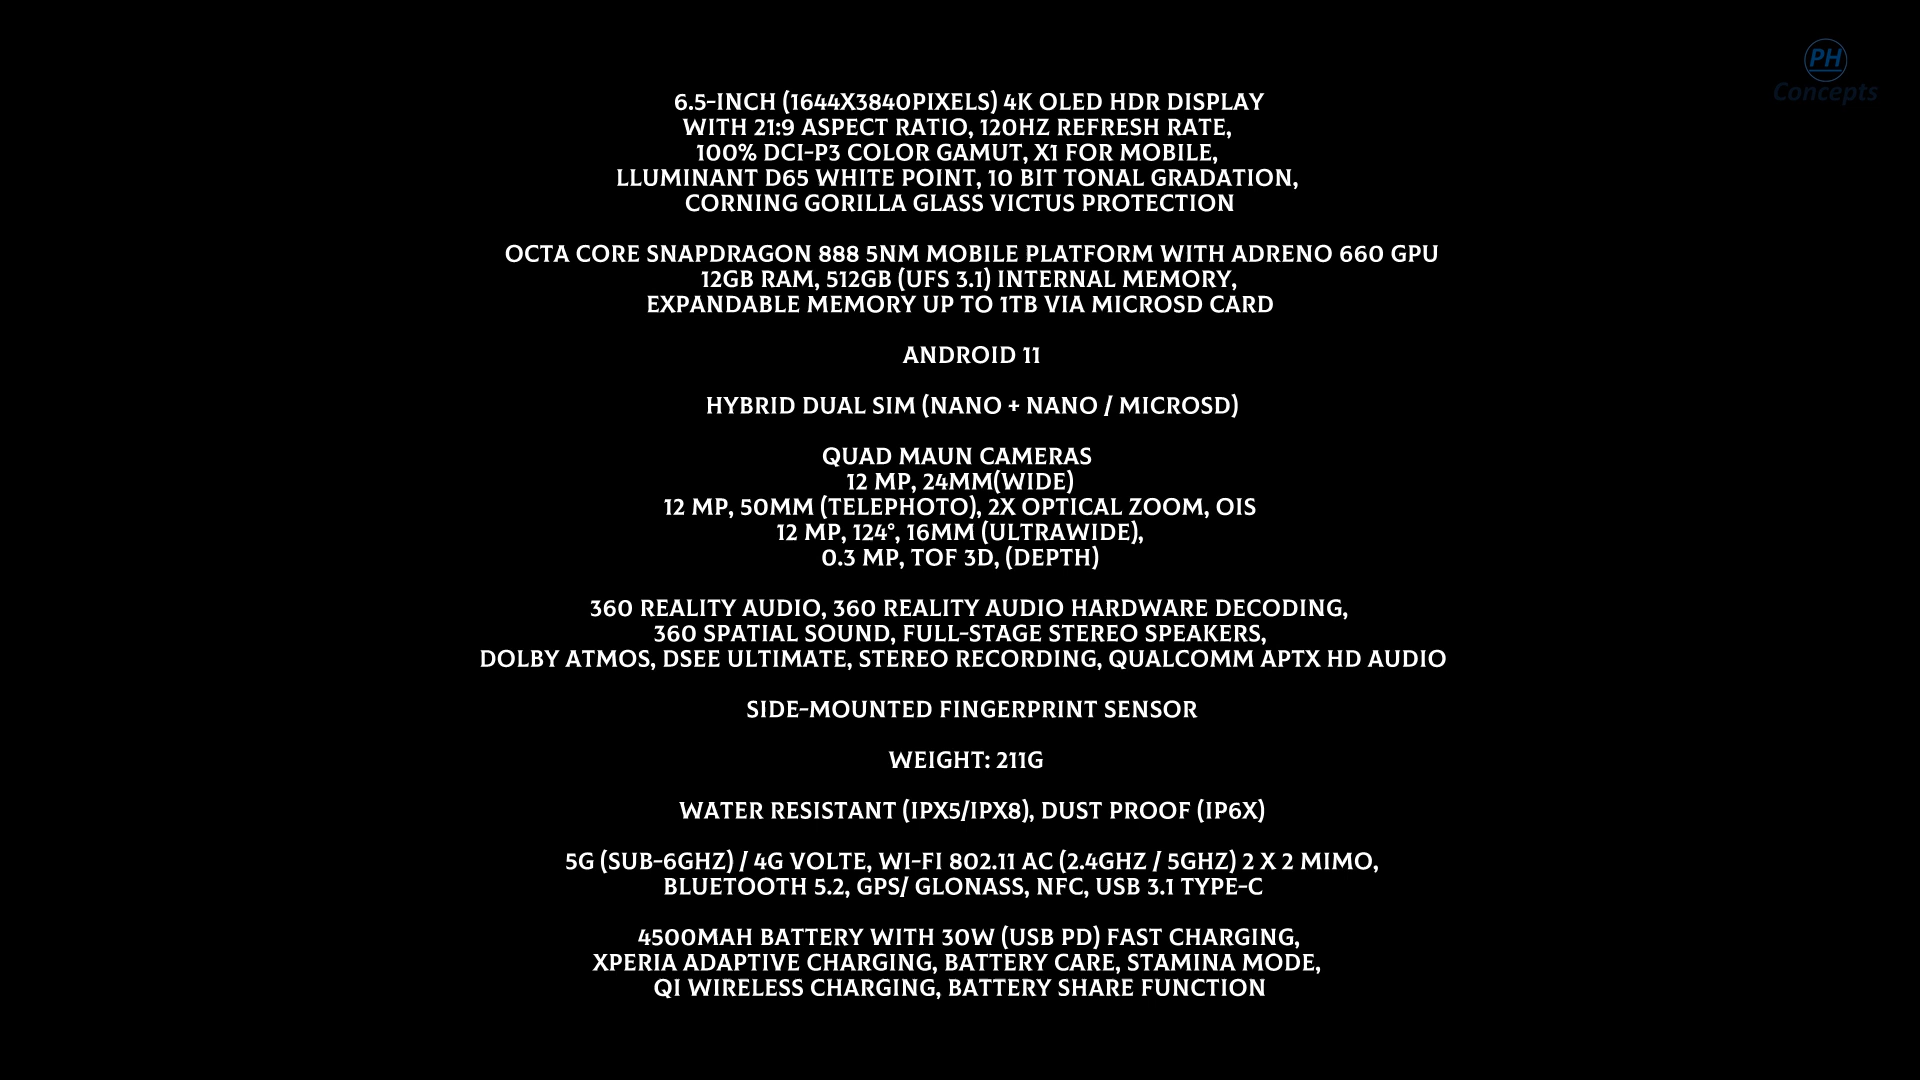 PH
Concepts
6.5-INCH (1644X3840PIXELS) 4K OLED HDR DISPLAY
WITH 21:9 ASPECT RATIO, 120HZ REFRESH RATE,
100% DCI-P3 COLOR GAMUT, X1 FOR MOBILE,
LLUMINANT D65 WHITE POINT, 10 BIT TONAL GRADATION,
CORNING GORILLA GLASS VICTUS PROTECTION
OCTA CORE SNAPDRAGON 888 5NM MOBILE PLATFORM WITH ADRENO 660 GPU
12GB RAM, 512GB (UFS 3.1) INTERNAL MEMORY,
EXPANDABLE MEMORY UP TO 1TB VIA MICROSD CARD
ANDROID 11
HYBRID DUAL SIM (NANO + NANO / MICROSD)
QUAD MAUN CAMERAS
12 MP, 24MM(WIDE)
12 MP, 50MM (TELEPHOTO), 2X OPTICAL ZOOM, OIS
12 MP, 124°, 16MM (ULTRAWIDE),
0.3 MP, TOF 3D, (DEPTH)
360 REALITY AUDIO, 360 REALITY AUDIO HARDWARE DECODING,
360 SPATIAL SOUND, FULL-STAGE STEREO SPEAKERS,
DOLBY ATMOS, DSEE ULTIMATE, STEREO RECORDING, QUALCOMM APTX HD AUDIO
SIDE-MOUNTED FINGERPRINT SENSOR
WEIGHT: 211G
WATER RESISTANT (IPX5/IPX8), DUST PROOF (IP6X)
5G (SUB-6GHZ) / 4G VOLTE, WI-FI 802.11 AC (2.4GHZ / 5GHZ) 2 X 2 MIMO,
BLUETOOTH 5.2, GPS/ GLONASS, NFC, USB 3.1 TYPE-C
4500MAH BATTERY WITH 30W (USB PD) FAST CHARGING,
XPERIA ADAPTIVE CHARGING, BATTERY CARE, STAMINA MODE,
QI WIRELESS CHARGING, BATTERY SHARE FUNCTION